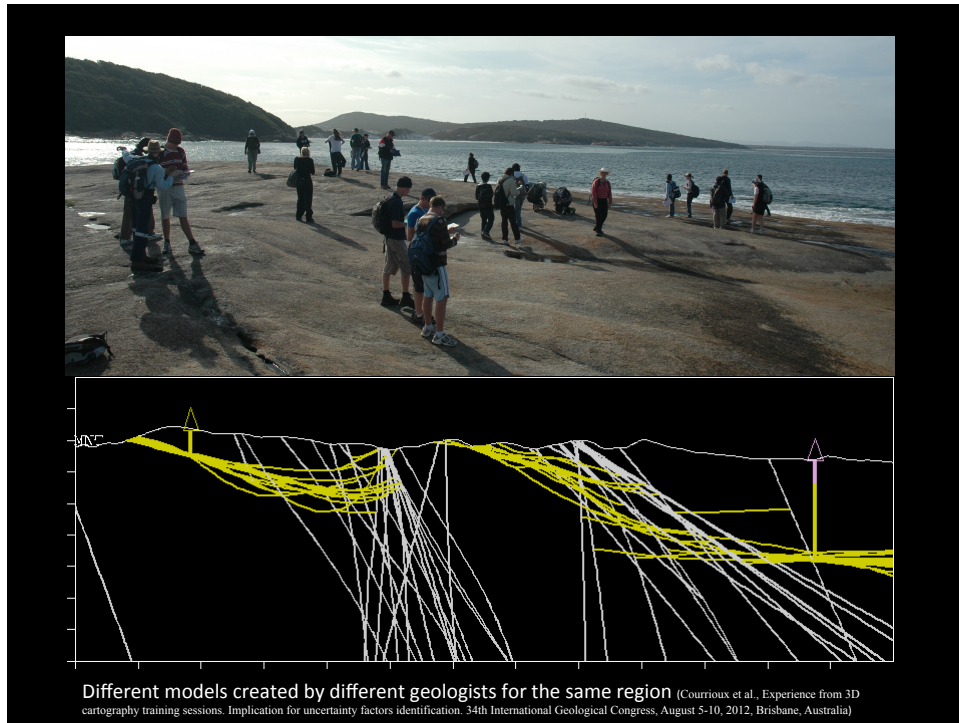 Different models created by different geologists for the same region (Courrioux et al., Experience from 3D
cartography training sessions. Implication for uncertainty factors identification. 34th International Geological Congress, August 5-10, 2012, Brisbane, Australia)